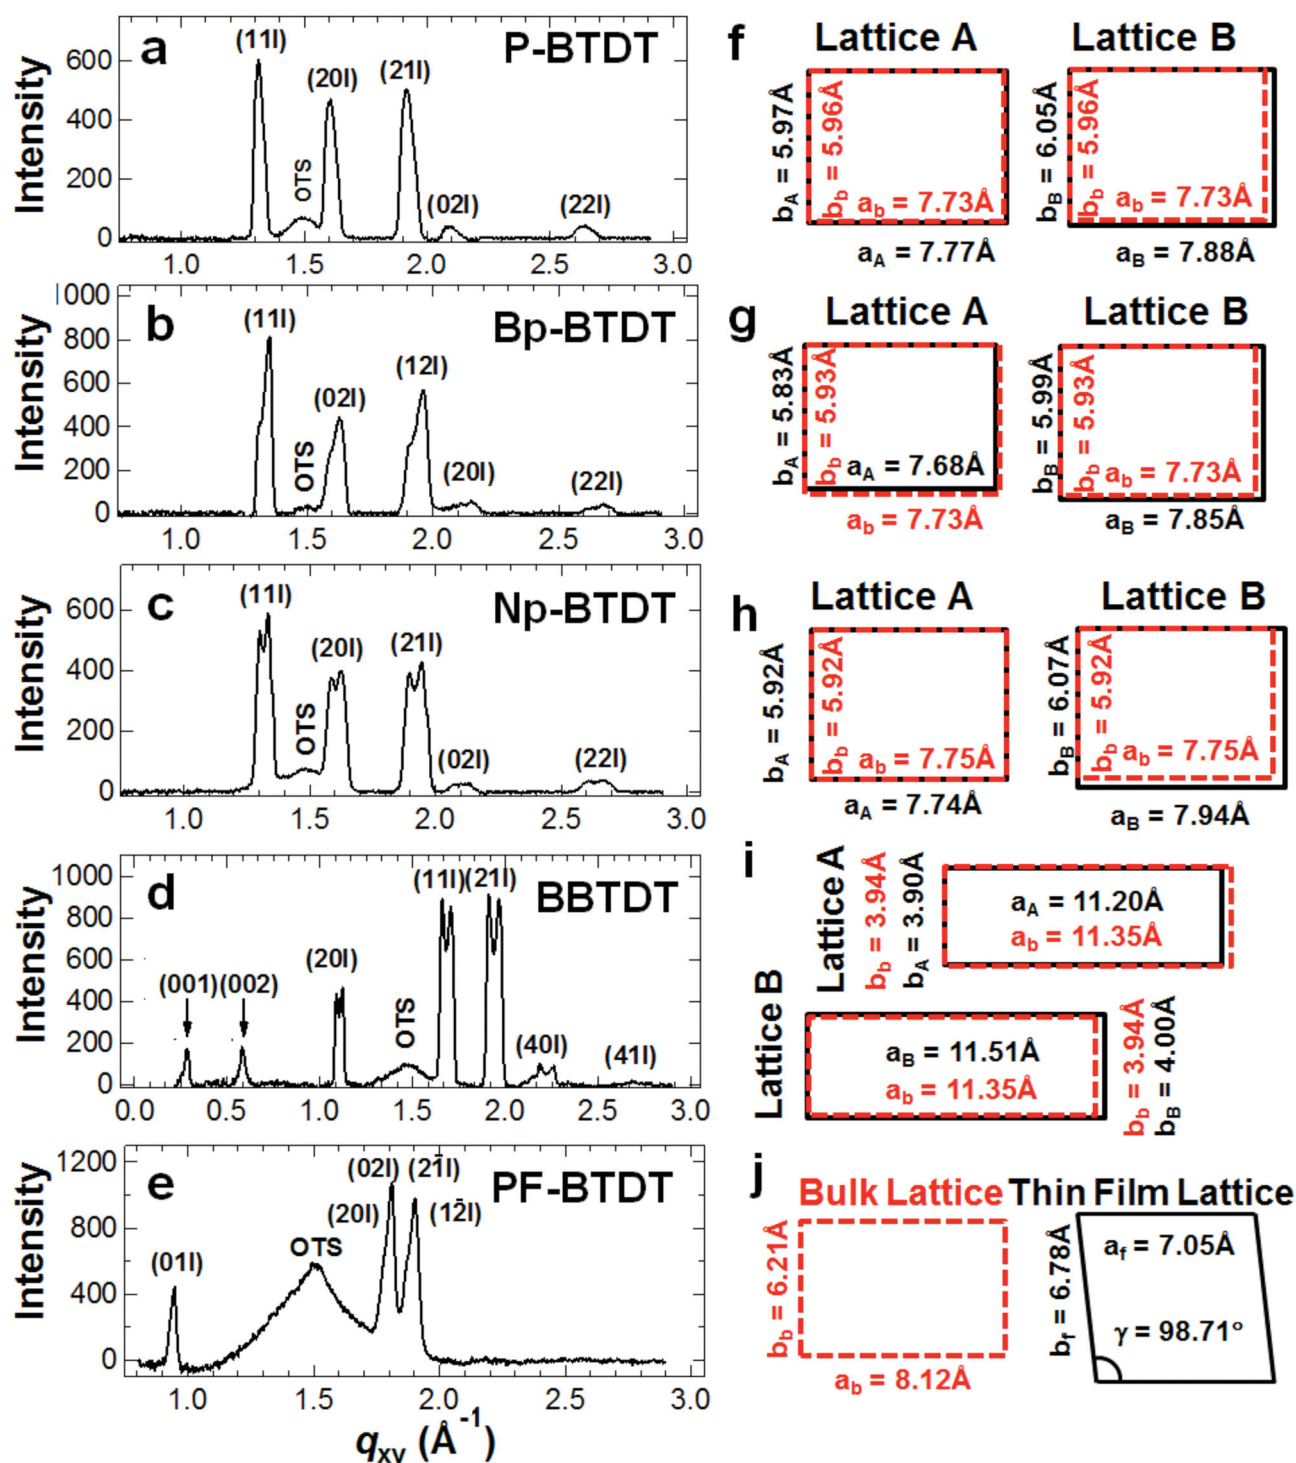 a
P-BTDT
Intensity
600
400
200
0
(11l)
OTS
(20l)
(21l)
(02l)
(22l)
1.0 1.5 2.0 2.5 3.0
b
Bp-BTDT
Intensity
1000
800
600
400
200
0
(11l)
OTS
(02l)
(12l)
(20l)
(22l)
1.0 1.5 2.0 2.5 3.0
c
Np-BTDT
Intensity
600
400
200
0
(11l)
OTS
(20l)
(21l)
(02l)
(22l)
1.0 1.5 2.0 2.5 3.0
d
BBTDT
Intensity
1000
800
600
400
200
0
(001) (002)
(20l)
OTS
(11l) (21l)
(40l)
(41l)
0.0 0.5 1.0 1.5 2.0 2.5 3.0
e
PF-BTDT
Intensity
1200
800
400
0
(01l)
OTS
(20l)
(02l)
(21̄l)
(12̄l)
1.0 1.5 2.0 2.5 3.0
qxy (Å-1)
f
Lattice A
bA = 5.97Å
bb = 5.96Å
ab = 7.73Å
aA = 7.77Å
Lattice B
bB = 6.05Å
bb = 5.96Å
ab = 7.73Å
aB = 7.88Å
g
Lattice A
bA = 5.83Å
bb = 5.93Å
aA = 7.68Å
ab = 7.73Å
Lattice B
bB = 5.99Å
bb = 5.93Å
ab = 7.73Å
aB = 7.85Å
h
Lattice A
bA = 5.92Å
bb = 5.92Å
ab = 7.75Å
aA = 7.74Å
Lattice B
bB = 6.07Å
bb = 5.92Å
ab = 7.75Å
aB = 7.94Å
i
Lattice A
bb = 3.94Å
bA = 3.90Å
aA = 11.20Å
ab = 11.35Å
Lattice B
aB = 11.51Å
ab = 11.35Å
bb = 3.94Å
bB = 4.00Å
j
Bulk Lattice
bb = 6.21Å
ab = 8.12Å
Thin Film Lattice
bf = 6.78Å
af = 7.05Å
γ = 98.71°